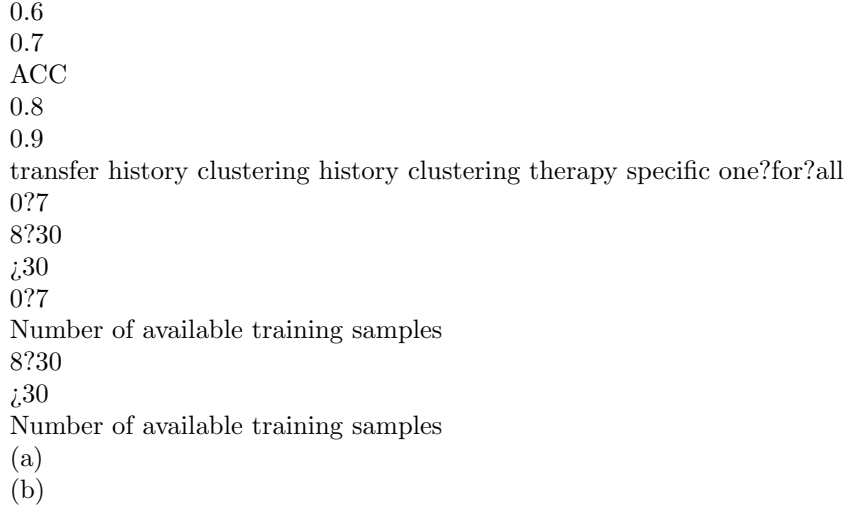 0.6
0.7
ACC
0.8
0.9
transfer history clustering history clustering therapy specific one?for?all
0?7
8?30
¿30
0?7
Number of available training samples
8?30
¿30
Number of available training samples
(a)
(b)